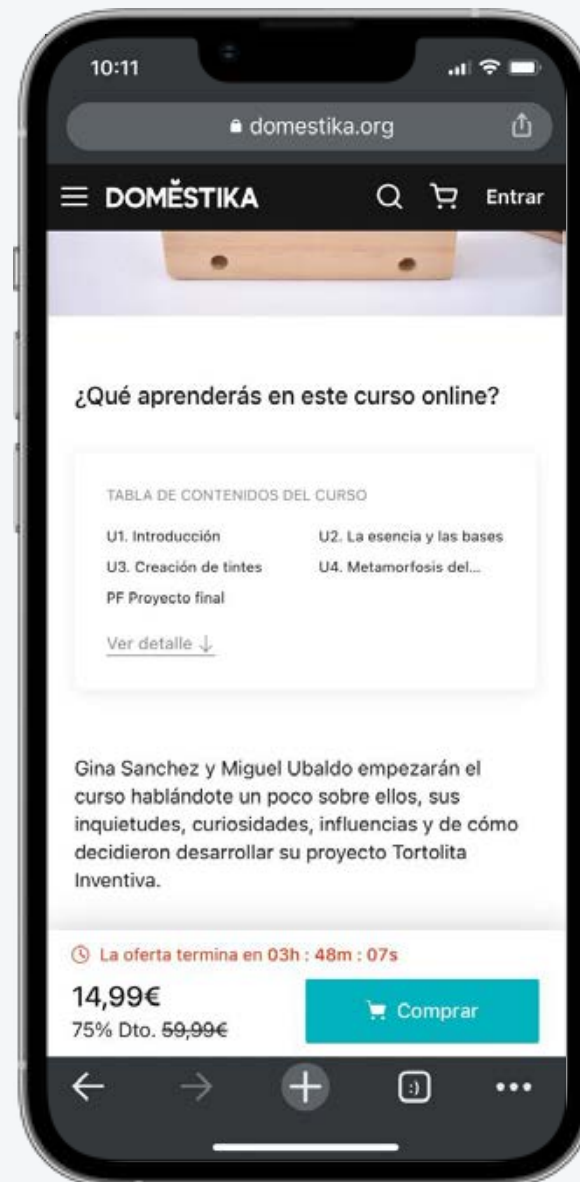 10:11
domestika.org
DOMĚSTIKA
Entrar
¿Qué aprenderás en este curso online?
TABLA DE CONTENIDOS DEL CURSO
U1. Introducción
U2. La esencia y las bases
U3. Creación de tintes
U4. Metamorfosis del...
PF Proyecto final
Ver detalle ↓
Gina Sanchez y Miguel Ubaldo empezarán el
curso hablándote un poco sobre ellos, sus
inquietudes, curiosidades, influencias y de cómo
decidieron desarrollar su proyecto Tortolita
Inventiva.
La oferta termina en 03h : 48m : 07s
14,99€
75% Dto. 59,99€
Comprar
:)